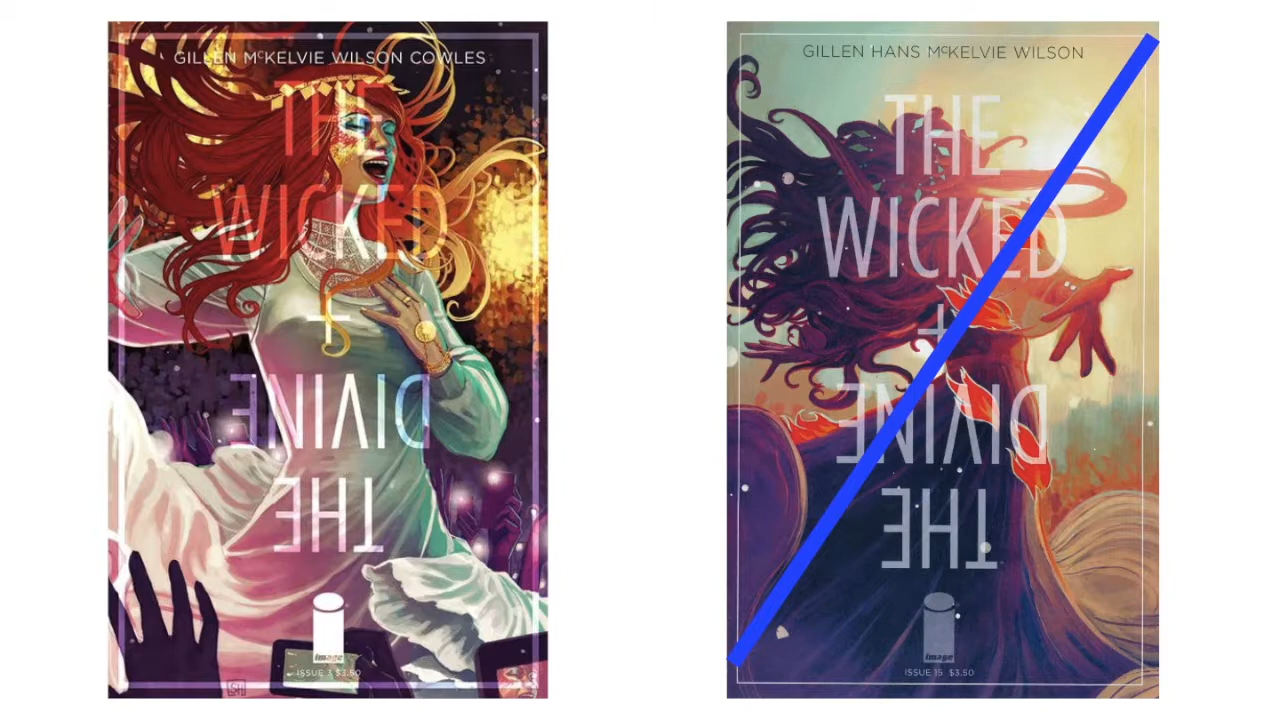 GILLEN McKELVIE WILSON COWLES
THE
WICKED
+
DIVINE
THE
image
ISSUE 3 $3.50
GILLEN HANS McKELVIE WILSON
THE
WICKED
+
DIVINE
THE
image
ISSUE 15 $3.50